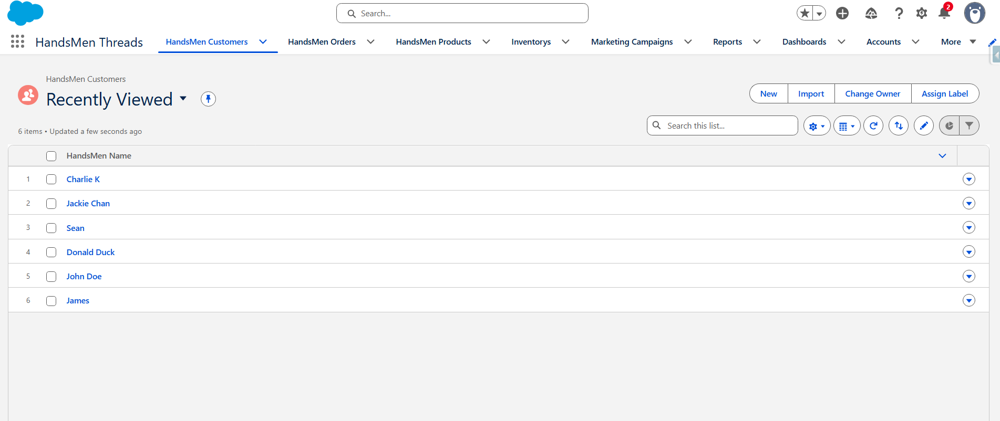 Search...
2
HandsMen Threads
HandsMen Customers
HandsMen Orders
HandsMen Products
Inventorys
Marketing Campaigns
Reports
Dashboards
Accounts
More
HandsMen Customers
Recently Viewed
New
Import
Change Owner
Assign Label
6 items • Updated a few seconds ago
Search this list...
HandsMen Name
1 Charlie K
2 Jackie Chan
3 Sean
4 Donald Duck
5 John Doe
6 James